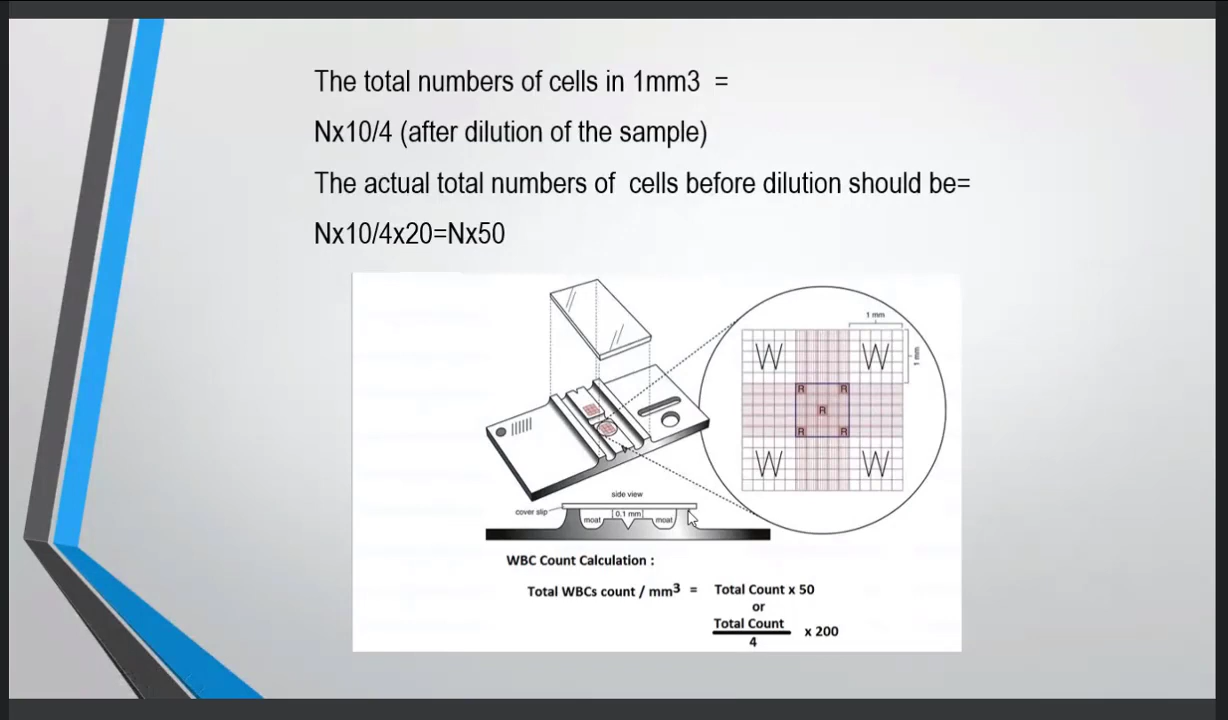 The total numbers of cells in 1mm3 =
Nx10/4 (after dilution of the sample)
The actual total numbers of cells before dilution should be=
Nx10/4x20=Nx50
1 mm
1 mm
W W
R R
R
R R
W W
side view
cover slip
moat 0.1 mm moat
WBC Count Calculation :
Total WBCs count / mm3 = Total Count x 50
or
Total Count
x 200
4